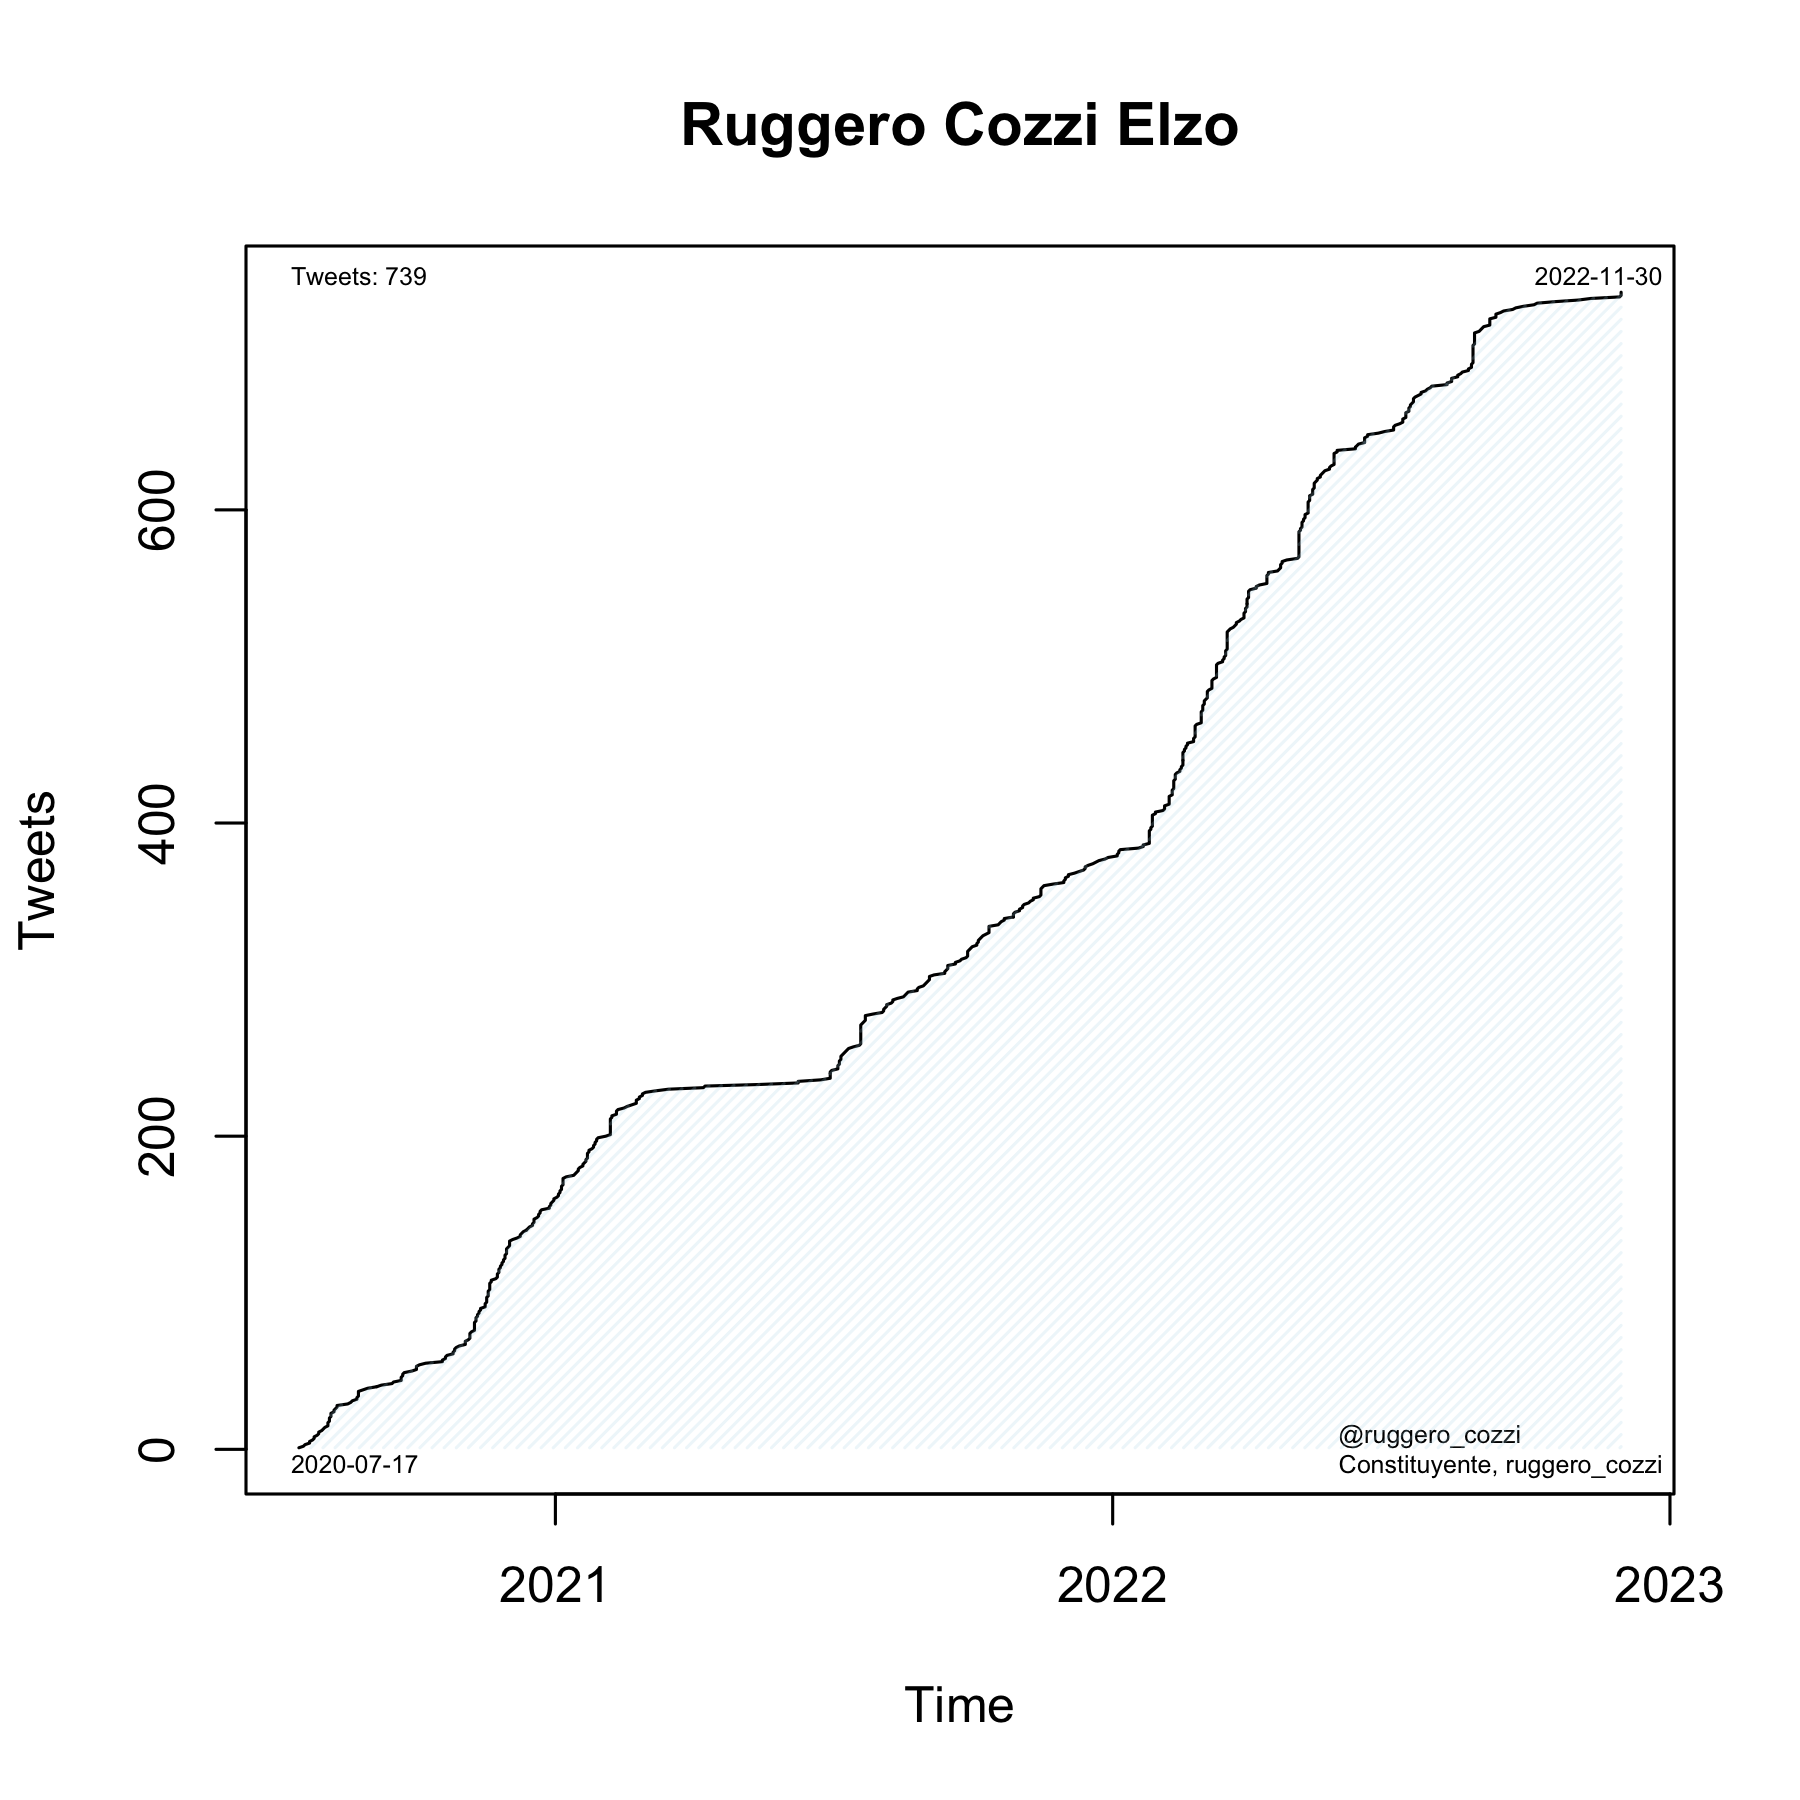 Ruggero Cozzi Elzo
Tweets: 739
2022-11-30
Tweets
600
400
200
0
2020-07-17
@ruggero_cozzi
Constituyente, ruggero_cozzi
2021
2022
2023
Time